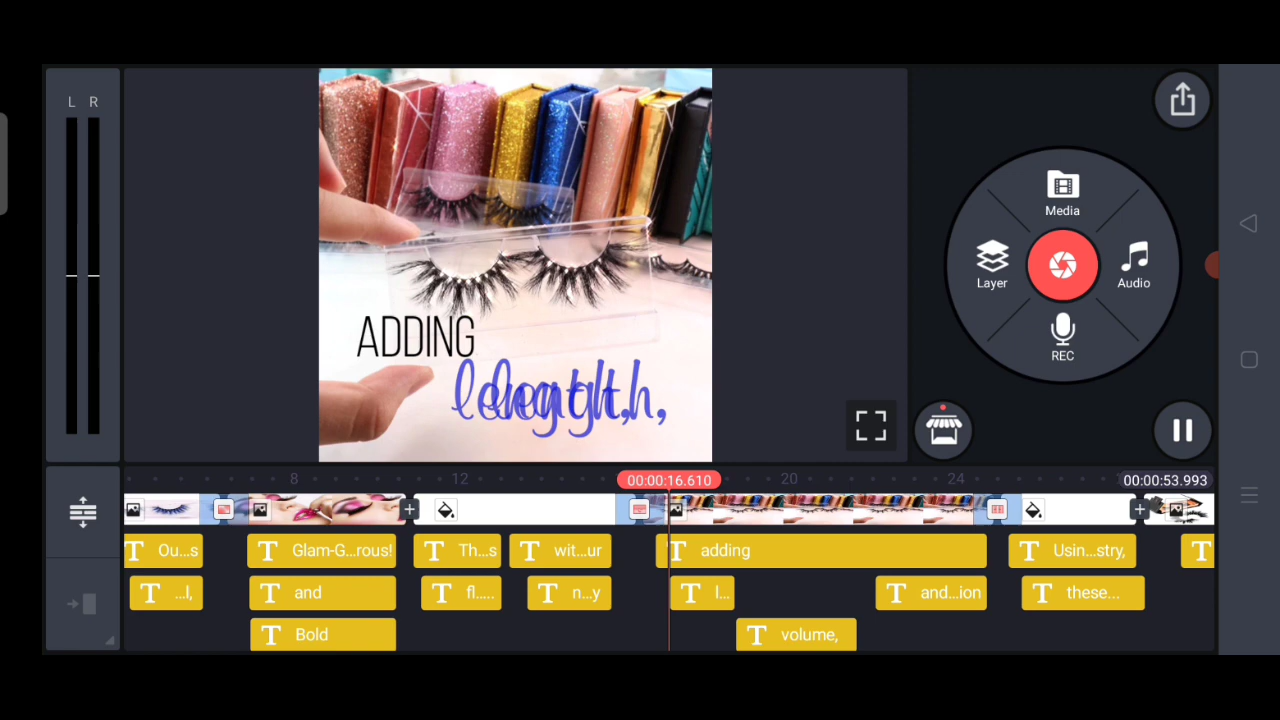 L R
Media
Layer
Audio
REC
ADDING
length,
8 12 00:00:16.610 20 24 00:00:53.993
Ou...s Glam-G...rous! Th...s wit...ur adding Usin...stry,
...l, and fl..... n...y l... and...ion these...
Bold volume,